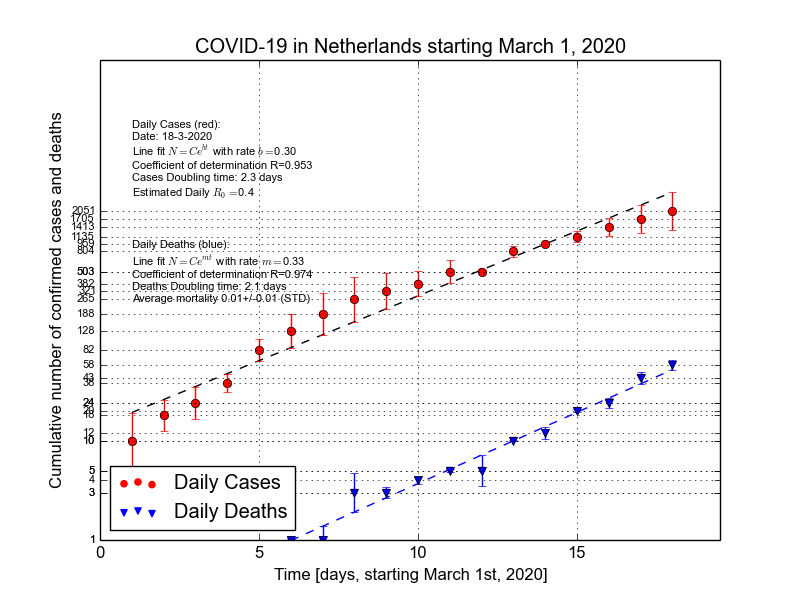 COVID-19 in Netherlands starting March 1, 2020
Cumulative number of confirmed cases and deaths
Daily Cases (red):
Date: 18-3-2020
Line fit N = Ce^{bt} with rate b = 0.30
Coefficient of determination R=0.953
Cases Doubling time: 2.3 days
Estimated Daily R_0 = 0.4
Daily Deaths (blue):
Line fit N = Ce^{mt} with rate m = 0.33
Coefficient of determination R=0.974
Deaths Doubling time: 2.1 days
Average mortality 0.01+/-0.01 (STD)
2051
1705
1413
1135
959
804
503
382
321
265
188
128
82
58
43
38
24
18
12
10
5
4
3
1
Daily Cases
Daily Deaths
0 5 10 15
Time [days, starting March 1st, 2020]